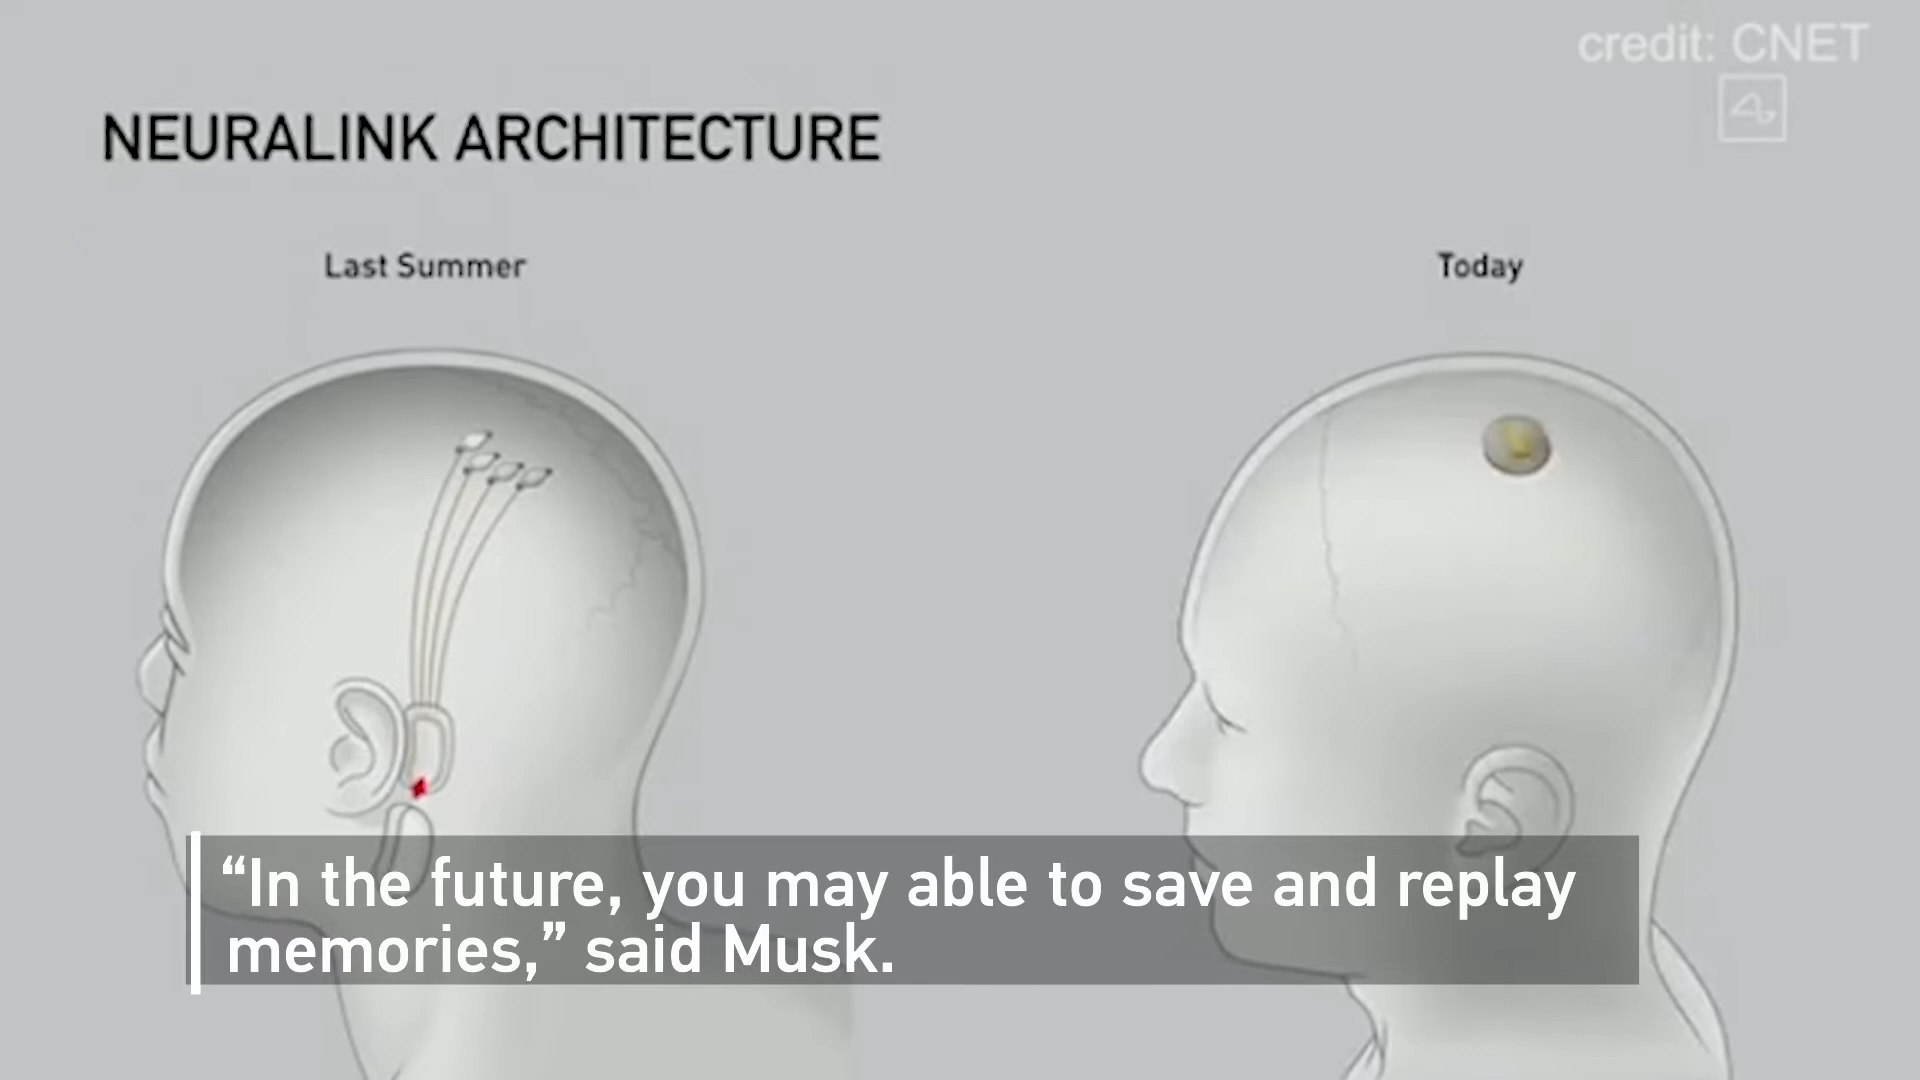 credit: CNET
NEURALINK ARCHITECTURE
Last Summer
Today
“In the future, you may able to save and replay
memories,” said Musk.